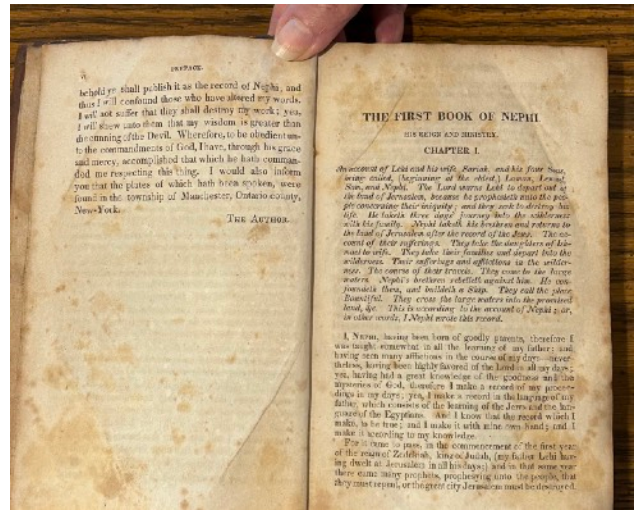 iv
PREFACE.
behold ye shall publish it as the record of Nephi, and
thus I will confound those who have altered my words.
I will not suffer that they shall destroy my work; yea,
I will shew unto them that my wisdom is greater than
the cunning of the Devil. Wherefore, to be obedient un-
to the commandments of God, I have, through his grace
and mercy, accomplished that which he hath comman-
ded me respecting this thing. I would also inform
you that the plates of which hath been spoken, were
found in the township of Manchester, Ontario county,
New-York.
THE AUTHOR.
THE FIRST BOOK OF NEPHI
HIS REIGN AND MINISTRY.
CHAPTER I.
An account of Lehi and his wife, Sariah, and his four Sons,
being called, (beginning at the eldest,) Laman, Lemuel,
Sam, and Nephi. The Lord warns Lehi to depart out of
the land of Jerusalem, because he prophesieth unto the peo-
ple concerning their iniquity; and they seek to destroy his
life. He taketh three days' journey into the wilderness
with his family. Nephi taketh his brethren and returns to
the land of Jerusalem after the record of the Jews. The ac-
count of their sufferings. They take the daughters of Ish-
mael to wife. They take their families and depart into the
wilderness. Their sufferings and afflictions in the wilder-
ness. The course of their travels. They come to the large
waters. Nephi's brethren rebelleth against him. He con-
foundeth them, and buildeth a Ship. They call the place
Bountiful. They cross the large waters into the promised
land, &c. This is according to the account of Nephi; or,
in other words, I Nephi wrote this record.
I, NEPHI, having been born of goodly parents, therefore I
was taught somewhat in all the learning of my father; and
having seen many afflictions in the course of my days—never-
theless, having been highly favored of the Lord in all my days;
yea, having had a great knowledge of the goodness and the
mysteries of God, therefore I make a record of my proceed-
ings in my days; yea, I make a record in the language of my
father, which consists of the learning of the Jews and the lan-
guage of the Egyptians. And I know that the record which I
make, to be true; and I make it with mine own hand; and I
make it according to my knowledge.
For it came to pass, in the commencement of the first year
of the reign of Zedekiah, king of Judah, (my father Lehi hav-
ing dwelt at Jerusalem in all his days;) and in that same year
there came many prophets, prophesying unto the people, that
they must repent, or the great city Jerusalem must be destroyed.